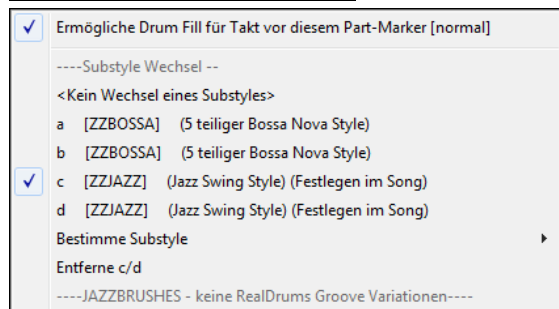 Ermögliche Drum Fill für Takt vor diesem Part-Marker [normal]
----Substyle Wechsel --
<Kein Wechsel eines Substyles>
a [ZZBOSSA] (5 teiliger Bossa Nova Style)
b [ZZBOSSA] (5 teiliger Bossa Nova Style)
c [ZZJAZZ] (Jazz Swing Style) (Festlegen im Song)
d [ZZJAZZ] (Jazz Swing Style) (Festlegen im Song)
Bestimme Substyle
Entferne c/d
----JAZZBRUSHES - keine RealDrums Groove Variationen----